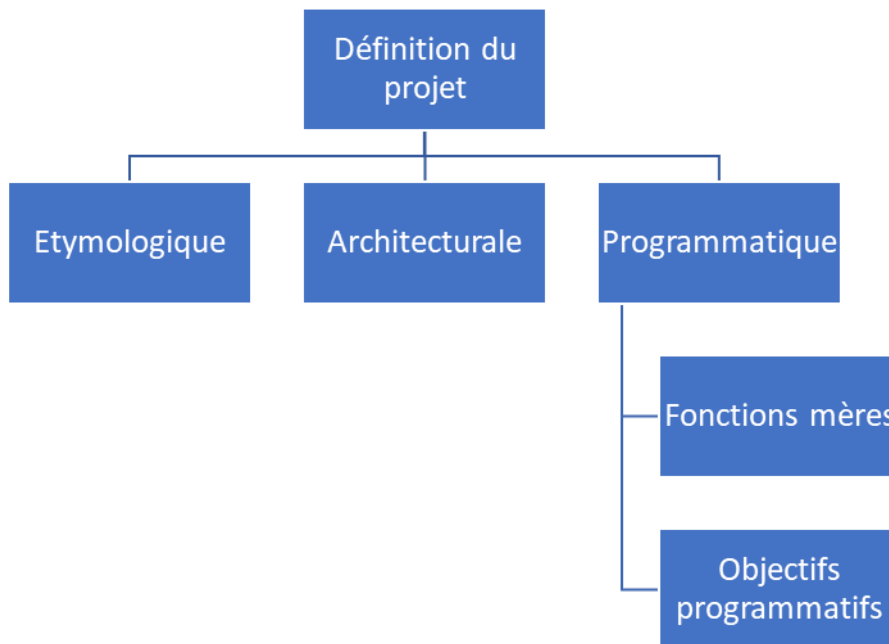 Définition du
projet
Etymologique
Architecturale
Programmatique
Fonctions mères
Objectifs
programmatifs